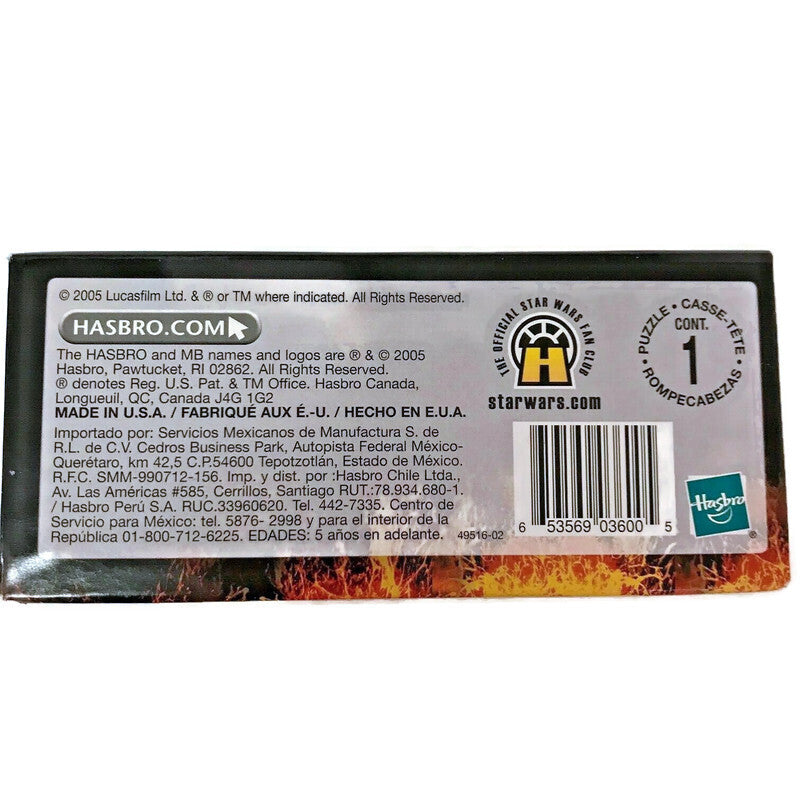 © 2005 Lucasfilm Ltd. & ® or TM where indicated. All Rights Reserved.
HASBRO.COM
The HASBRO and MB names and logos are ® & © 2005
Hasbro, Pawtucket, RI 02862. All Rights Reserved.
® denotes Reg. U.S. Pat. & TM Office. Hasbro Canada,
Longueuil, QC, Canada J4G 1G2
MADE IN U.S.A. / FABRIQUÉ AUX É.-U. / HECHO EN E.U.A.
Importado por: Servicios Mexicanos de Manufactura S. de
R.L. de C.V. Cedros Business Park, Autopista Federal México-
Querétaro, km 42,5 C.P.54600 Tepotzotlán, Estado de México.
R.F.C. SMM-990712-156. Imp. y dist. por :Hasbro Chile Ltda.,
Av. Las Américas #585, Cerrillos, Santiago RUT.:78.934.680-1.
/ Hasbro Perú S.A. RUC.33960620. Tel. 442-7335. Centro de
Servicio para México: tel. 5876- 2998 y para el interior de la
República 01-800-712-6225. EDADES: 5 años en adelante.
49516-02
THE OFFICIAL STAR WARS FAN CLUB
H
starwars.com
PUZZLE • CASSE-TÊTE • ROMPECABEZAS •
CONT.
1
6 53569 03600 5
Hasbro
®